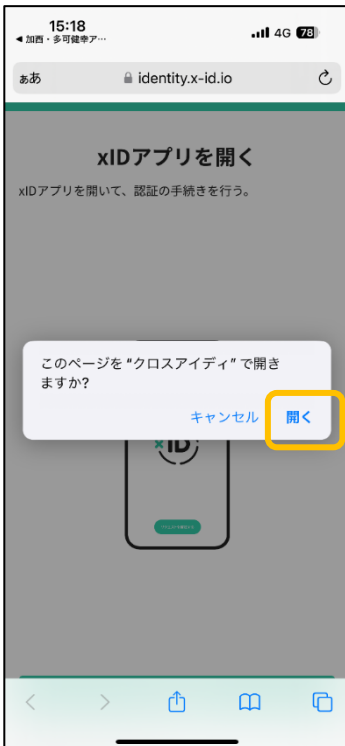 15:18
◀ 加西・多可健幸ア…
4G 78
ぁあ identity.x-id.io
xIDアプリを開く
xIDアプリを開いて、認証の手続きを行う。
このページを“クロスアイディ”で開き
ますか?
キャンセル 開く
xID